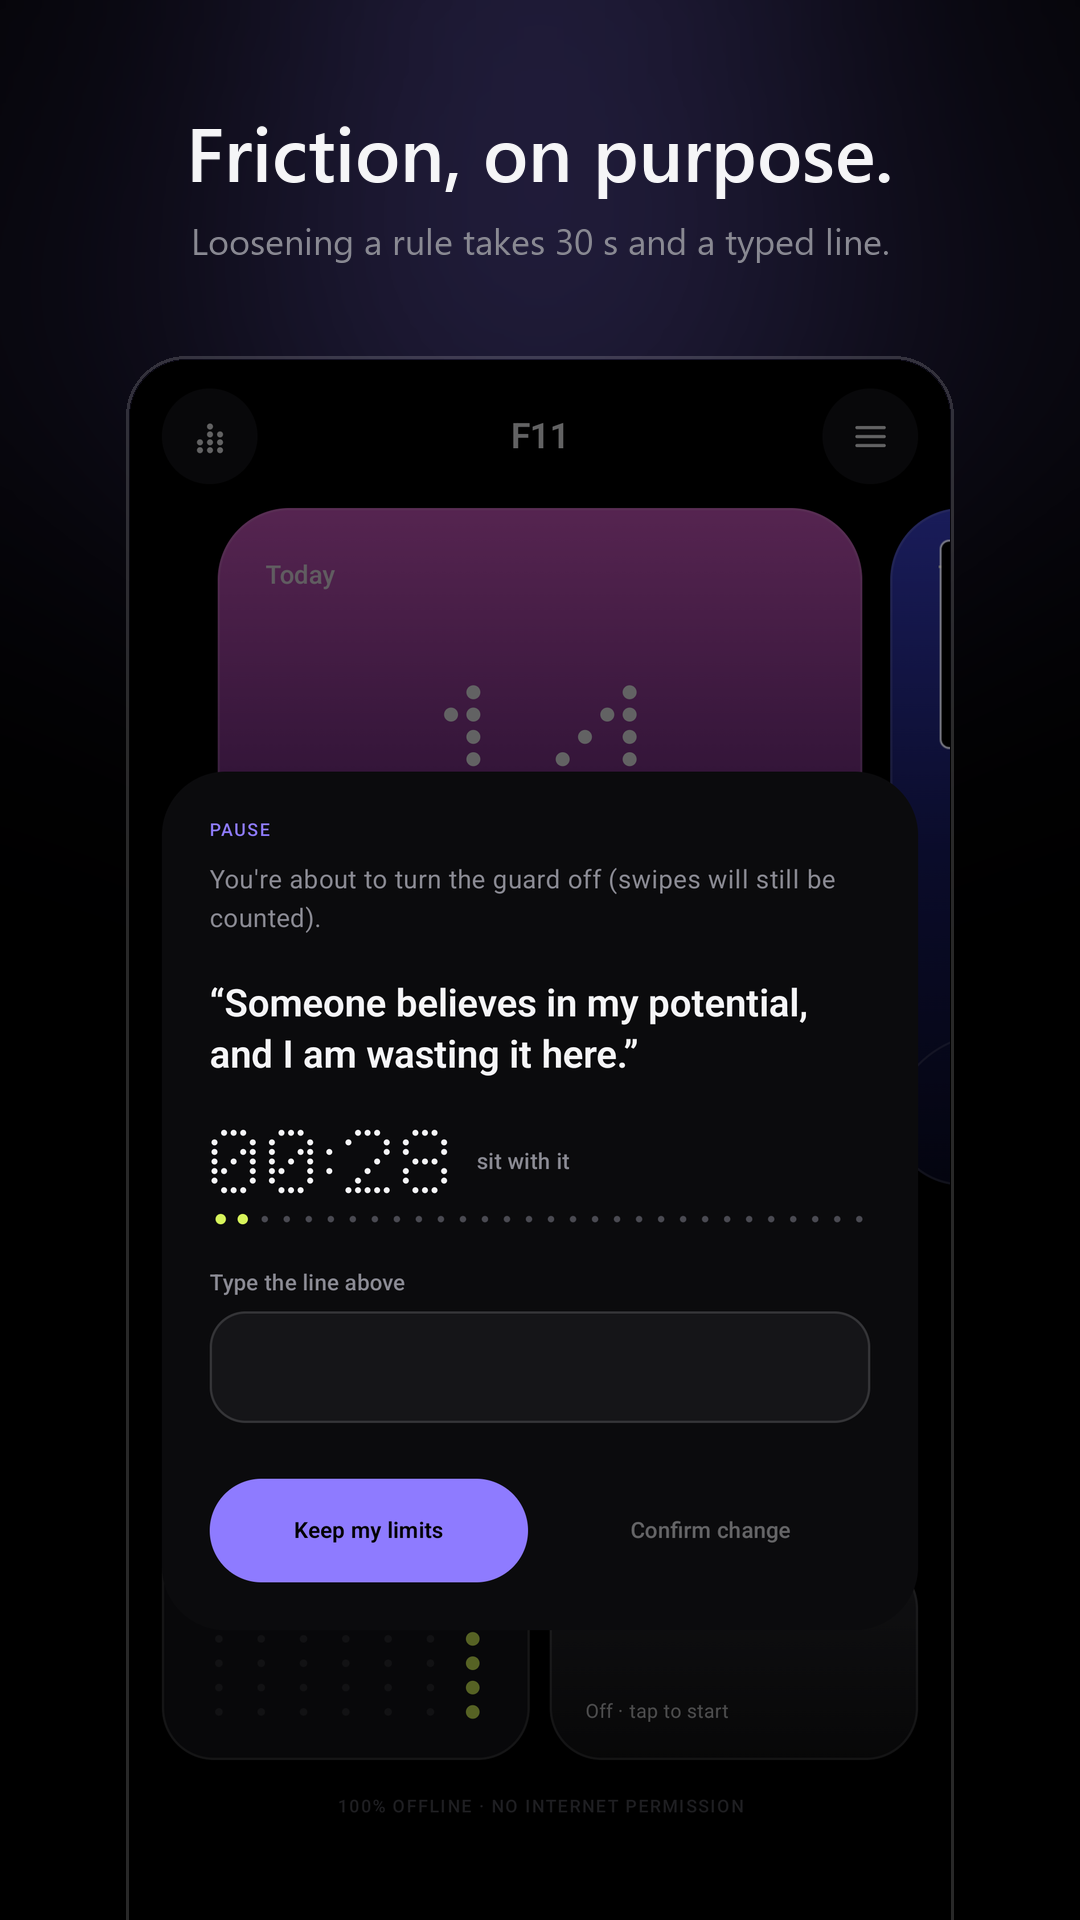 Friction, on purpose.
Loosening a rule takes 30 s and a typed line.
F11
Today
14
PAUSE
You're about to turn the guard off (swipes will still be
counted).
“Someone believes in my potential,
and I am wasting it here.”
00:28 sit with it
Type the line above
Keep my limits
Confirm change
Off · tap to start
100% OFFLINE · NO INTERNET PERMISSION